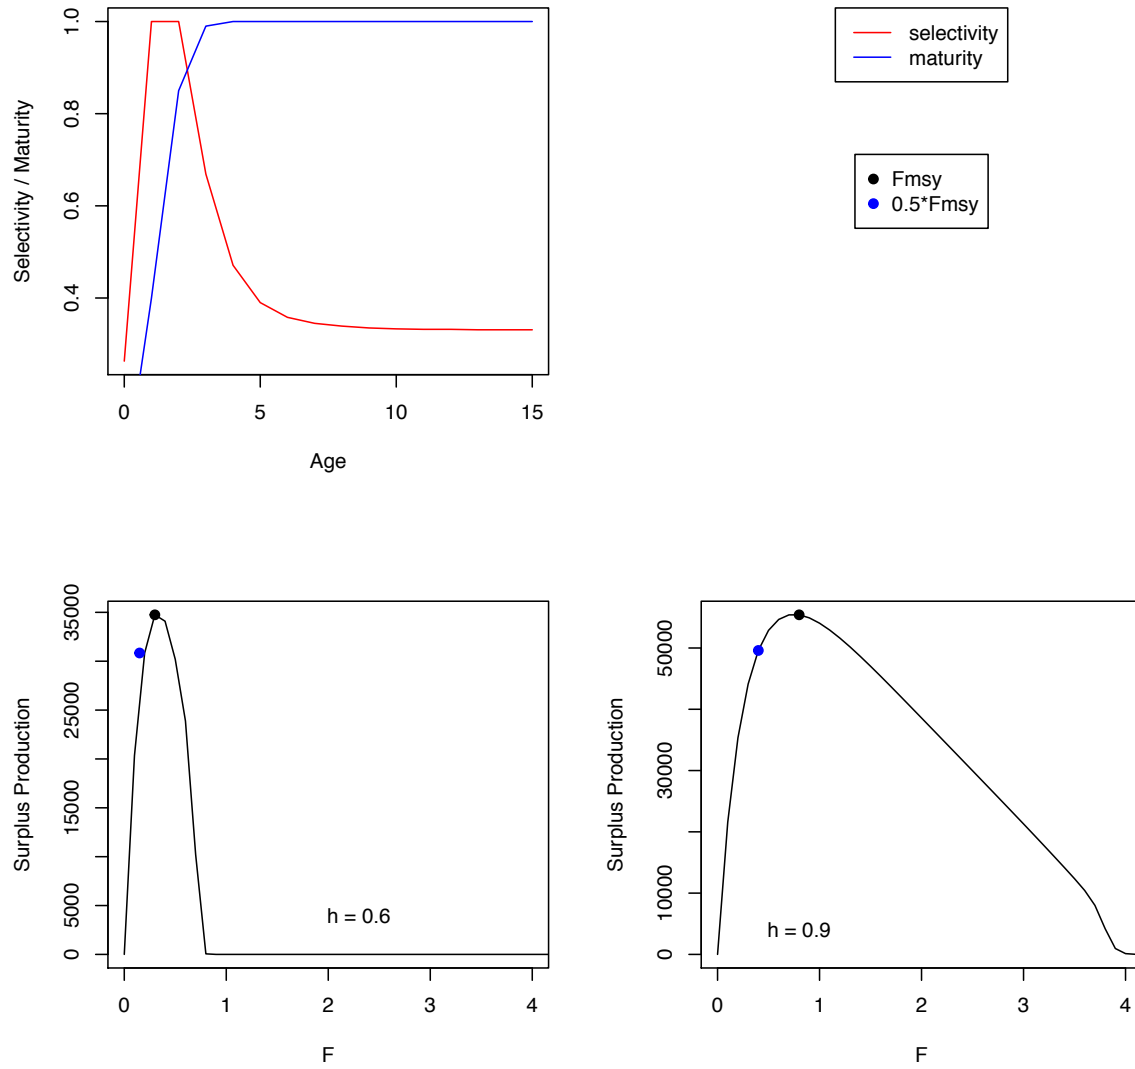 1.0
0.8
0.6
0.4
Selectivity / Maturity
0 5 10 15
Age
selectivity
maturity
Fmsy
0.5*Fmsy
35000
25000
15000
5000
0
Surplus Production
h = 0.6
0 1 2 3 4
F
50000
30000
10000
0
Surplus Production
h = 0.9
0 1 2 3 4
F